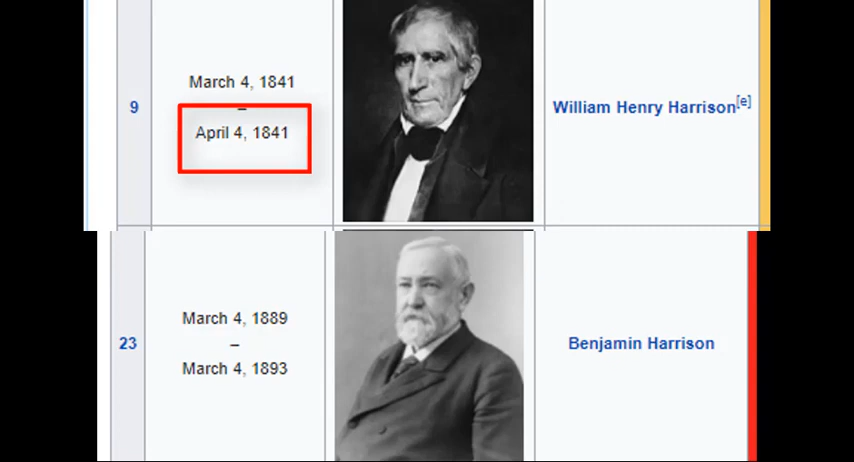 March 4, 1841
9
–
William Henry Harrison[e]
April 4, 1841
March 4, 1889
23
–
Benjamin Harrison
March 4, 1893